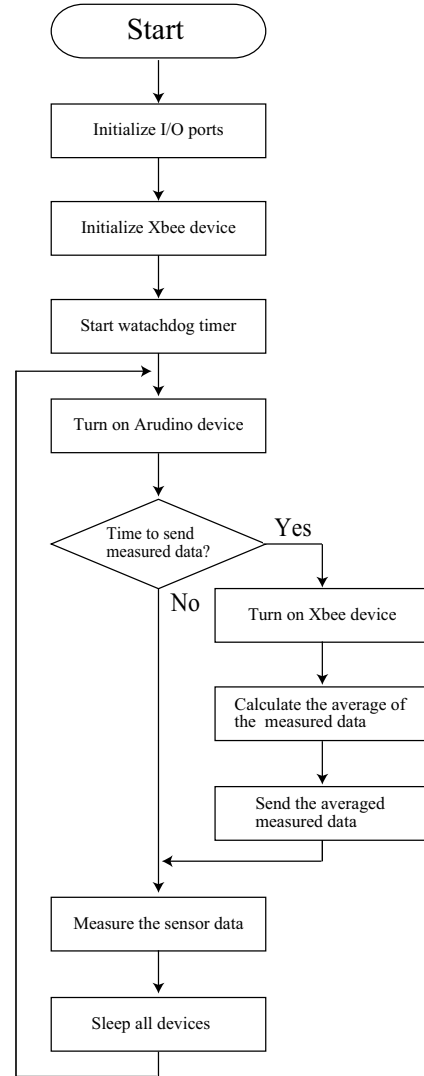 Start
Initialize I/O ports
Initialize Xbee device
Start watachdog timer
Turn on Arudino device
Time to send
measured data?
Yes
No
Turn on Xbee device
Calculate the average of
the measured data
Send the averaged
measured data
Measure the sensor data
Sleep all devices